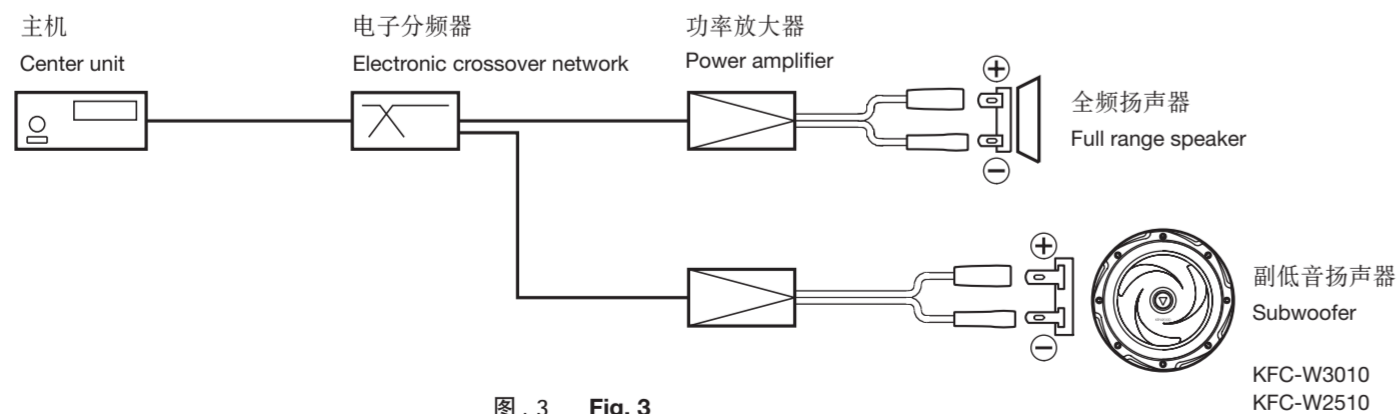 主机
Center unit
电子分频器
Electronic crossover network
功率放大器
Power amplifier
+
全频扬声器
Full range speaker
−
+
副低音扬声器
Subwoofer
−
KFC-W3010
KFC-W2510
图 . 3 Fig. 3